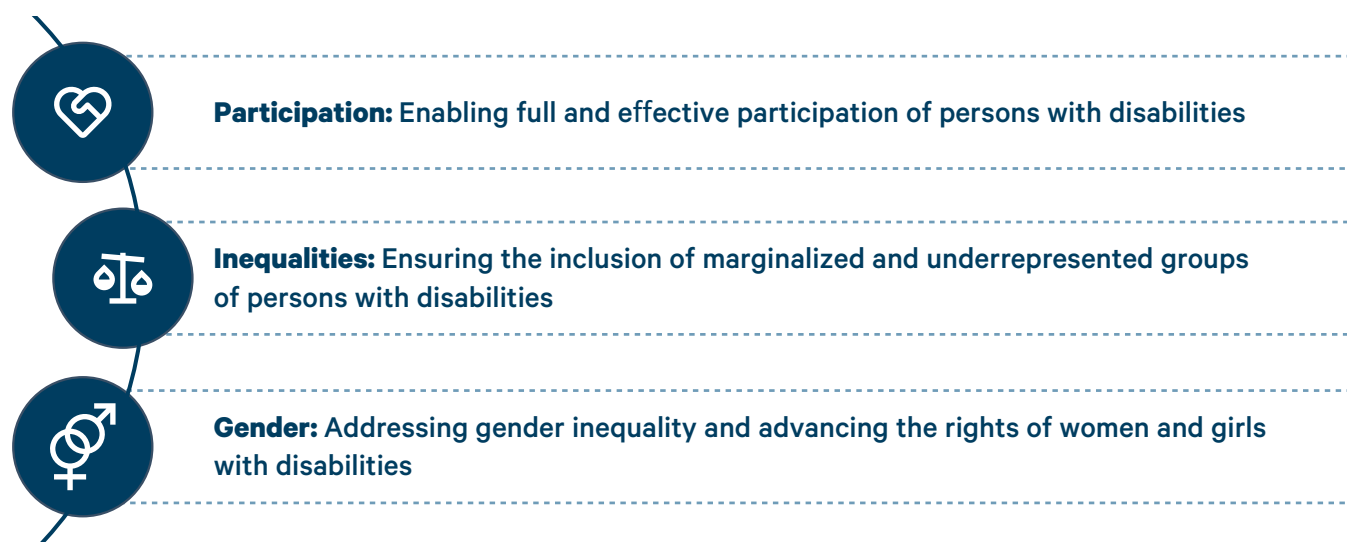 Participation: Enabling full and effective participation of persons with disabilities
Inequalities: Ensuring the inclusion of marginalized and underrepresented groups
of persons with disabilities
Gender: Addressing gender inequality and advancing the rights of women and girls
with disabilities